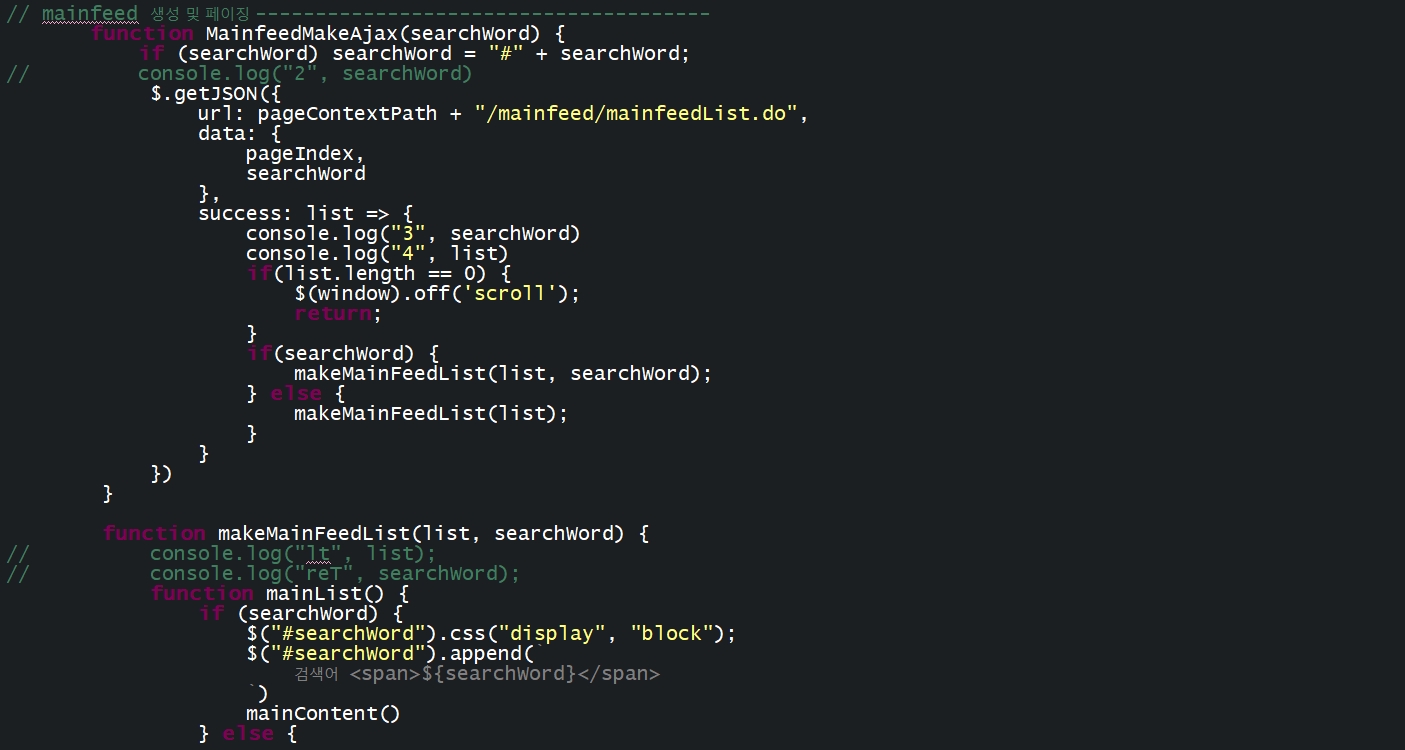 // mainfeed 생성 및 페이징 --------------------------------------
function MainfeedMakeAjax(searchWord) {
if (searchWord) searchWord = "#" + searchWord;
// console.log("2", searchWord)
$.getJSON({
url: pageContextPath + "/mainfeed/mainfeedList.do",
data: {
pageIndex,
searchWord
},
success: list => {
console.log("3", searchWord)
console.log("4", list)
if(list.length == 0) {
$(window).off('scroll');
return;
}
if(searchWord) {
makeMainFeedList(list, searchWord);
} else {
makeMainFeedList(list);
}
}
})
}
function makeMainFeedList(list, searchWord) {
// console.log("lt", list);
// console.log("reT", searchWord);
function mainList() {
if (searchWord) {
$("#searchWord").css("display", "block");
$("#searchWord").append(`
검색어 <span>${searchWord}</span>
`)
mainContent()
} else {